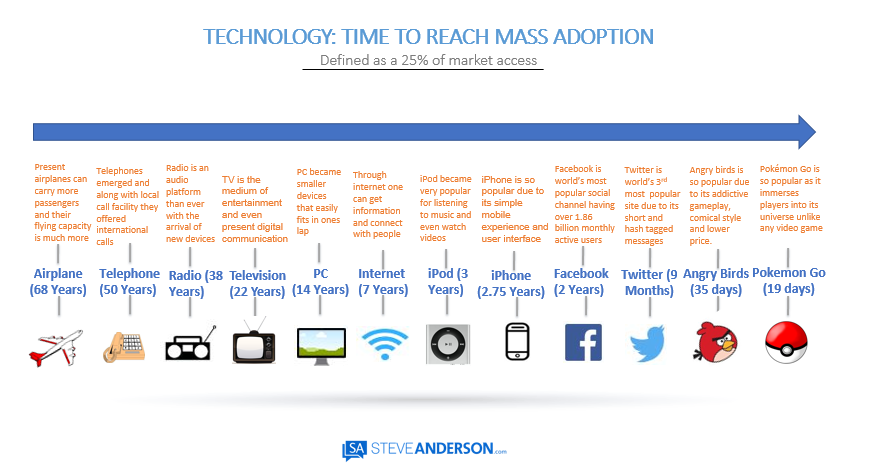 TECHNOLOGY: TIME TO REACH MASS ADOPTION
Defined as a 25% of market access
Present
airplanes can
carry more
passengers
and their
flying capacity
is much more
Telephones
emerged and
along with local
call facility they
offered
international
calls
Radio is an
audio
platform
than ever
with the
arrival of
new devices
TV is the
medium of
entertainment
and even
present digital
communication
PC became
smaller
devices
that easily
fits in ones
lap
Through
internet one
can get
information
and connect
with people
iPod became
very popular
for listening
to music and
even watch
videos
iPhone is so
popular due to
its simple
mobile
experience and
user interface
Facebook is
world's most
popular social
channel having
over 1.86
billion monthly
active users
Twitter is
world's 3rd
most popular
site due to its
short and
hash tagged
messages
Angry birds is
so popular due
to its addictive
gameplay,
comical style
and lower
price.
Pokémon Go is
so popular as it
immerses
players into its
universe unlike
any video game
Airplane
(68 Years)
Telephone
(50 Years)
Radio (38
Years)
Television
(22 Years)
PC
(14 Years)
Internet
(7 Years)
iPod (3
Years)
iPhone
(2.75 Years)
Facebook
(2 Years)
Twitter (9
Months)
Angry Birds
(35 days)
Pokemon Go
(19 days)
SA STEVEANDERSON.com